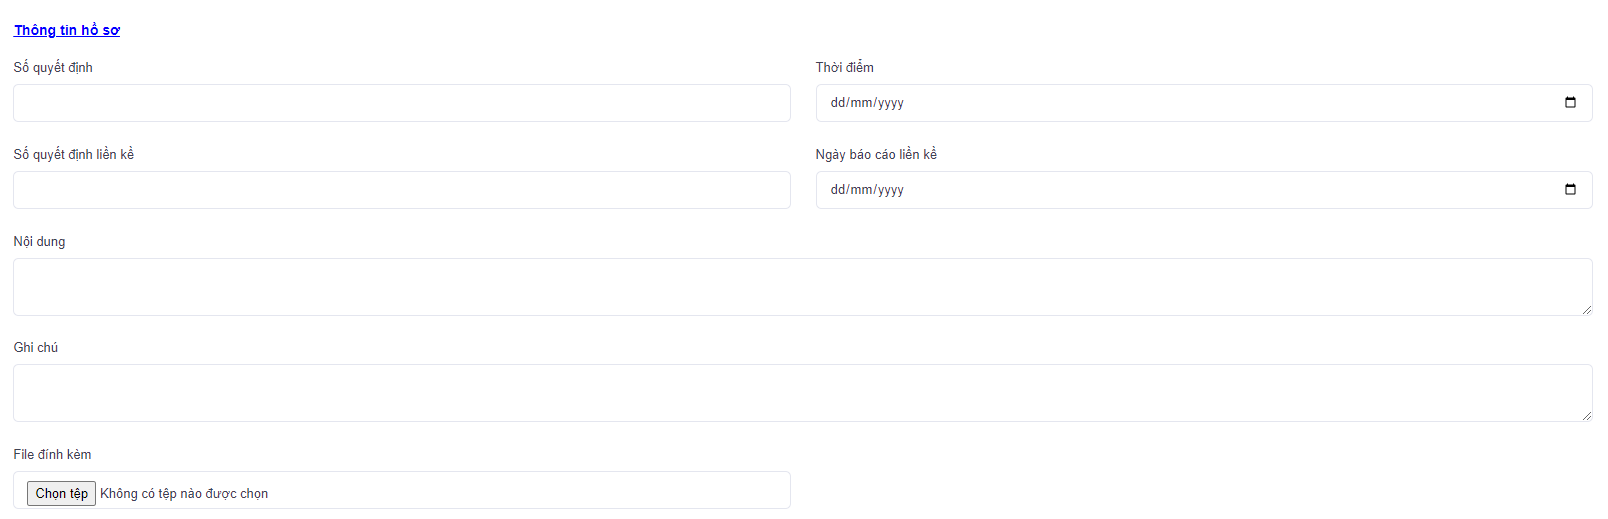 Thông tin hồ sơ
Số quyết định
Thời điểm
dd/mm/yyyy
Số quyết định liền kề
Ngày báo cáo liền kề
dd/mm/yyyy
Nội dung
Ghi chú
File đính kèm
Chọn tệp Không có tệp nào được chọn